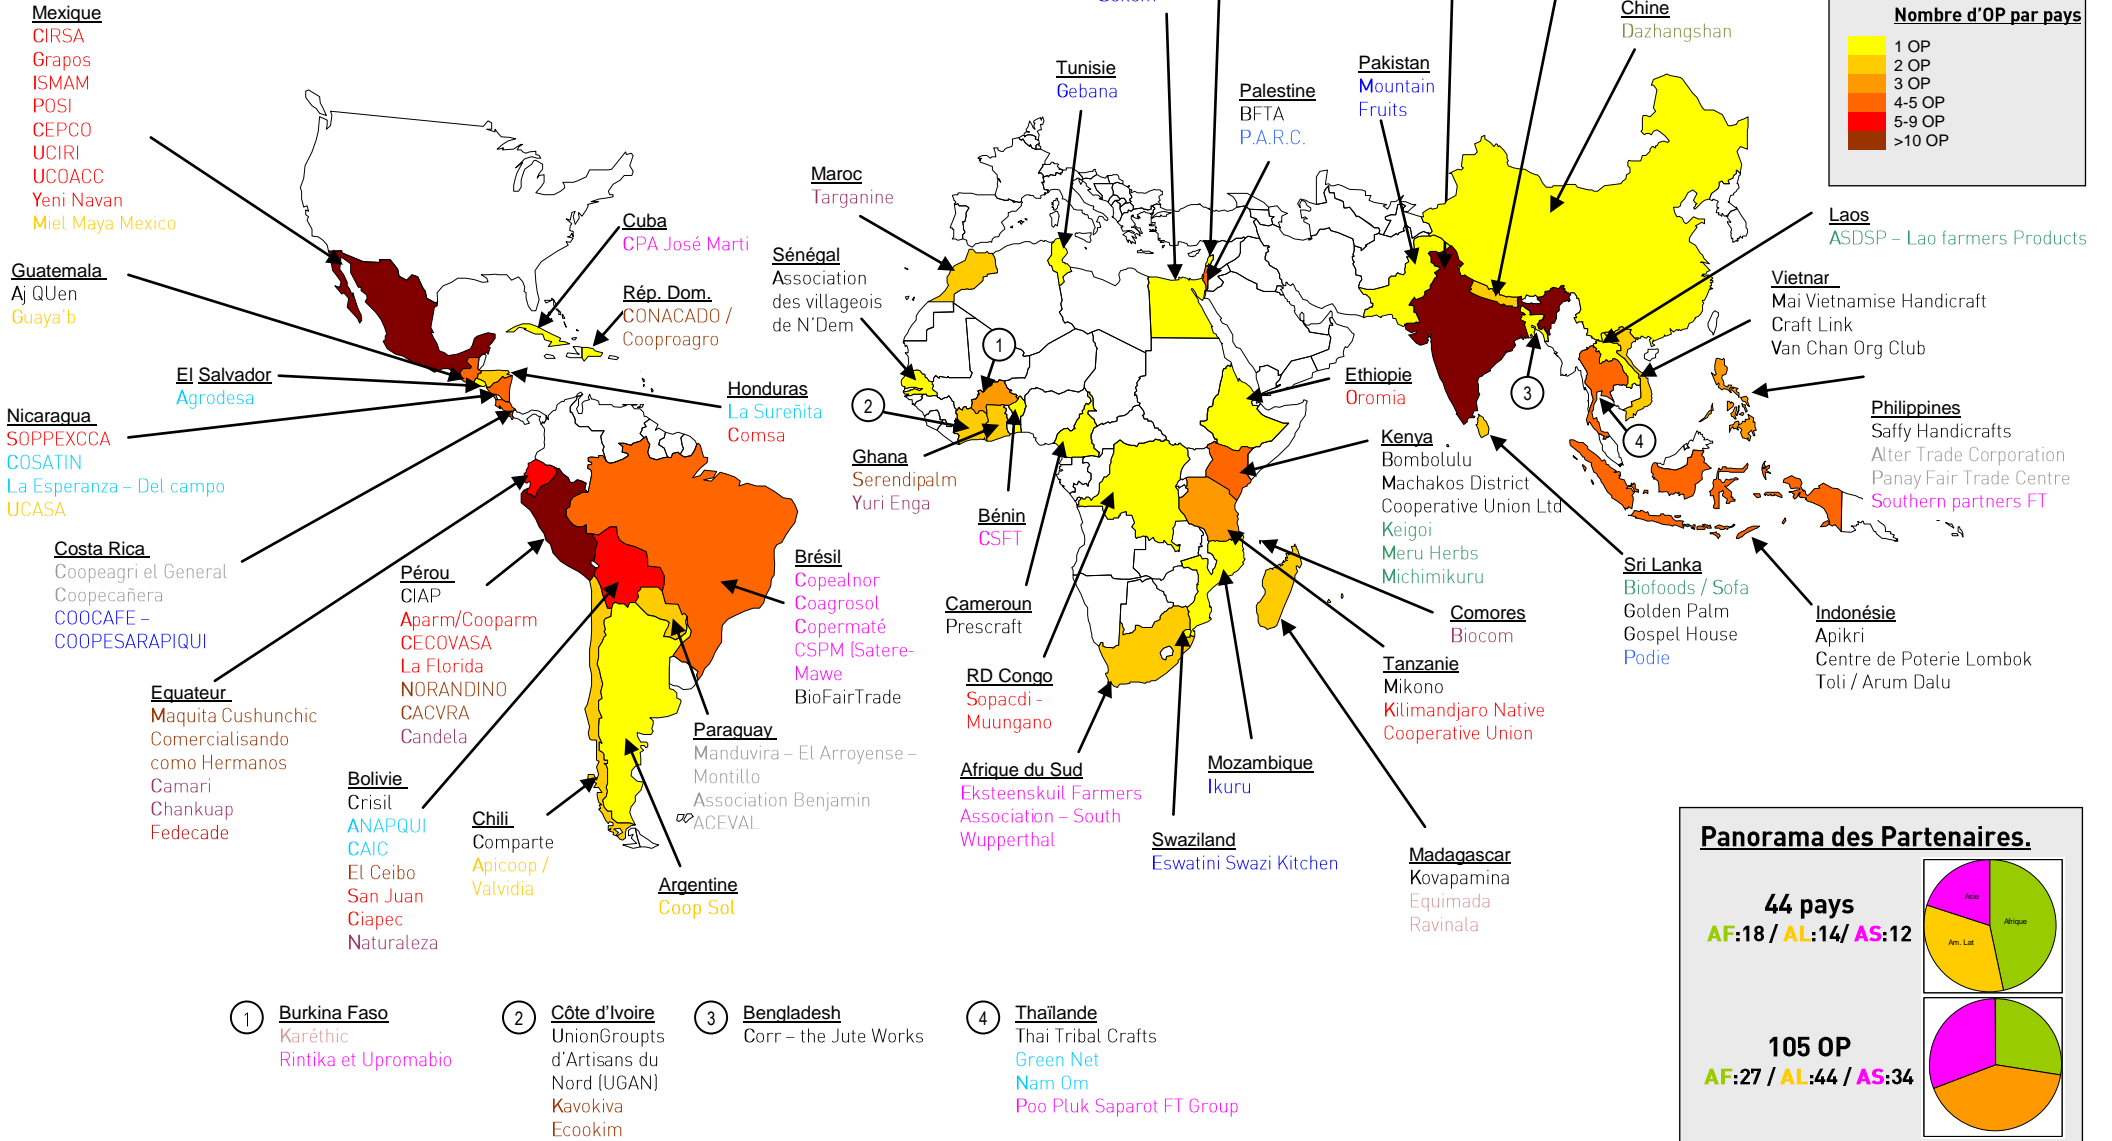 Mexique
CIRSA
Grapos
ISMAM
POSI
CEPCO
UCIRI
UCOACC
Yeni Navan
Miel Maya Mexico
Guatemala
Aj QUen
Guaya'b
El Salvador
Agrodesa
Nicaragua
SOPPEXCCA
COSATIN
La Esperanza – Del campo
UCASA
Costa Rica
Coopeagri el General
Coopecañera
COOCAFE –
COOPESARAPIQUI
Equateur
Maquita Cushunchic
Comercialisando
como Hermanos
Camari
Chankuap
Fedecade
Cuba
CPA José Marti
Rép. Dom.
CONACADO /
Cooproagro
Honduras
La Sureñita
Comsa
Pérou
CIAP
Aparm/Cooparm
CECOVASA
La Florida
NORANDINO
CACVRA
Candela
Bolivie
Crisil
ANAPQUI
CAIC
El Ceibo
San Juan
Ciapec
Naturaleza
Chili
Comparte
Apicoop /
Valvidia
Argentine
Coop Sol
Paraguay
Manduvira – El Arroyense –
Montillo
Association Benjamin
ACEVAL
Brésil
Copealnor
Coagrosol
Copermaté
CSPM (Satere-
Mawe
BioFairTrade
Tunisie
Gebana
Maroc
Targanine
Sénégal
Association
des villageois
de N'Dem
1
2
Ghana
Serendipalm
Yuri Enga
Bénin
CSFT
Cameroun
Prescraft
RD Congo
Sopacdi -
Muungano
Afrique du Sud
Eksteenskuil Farmers
Association – South
Wupperthal
Swaziland
Eswatini Swazi Kitchen
Mozambique
Ikuru
Madagascar
Kovapamina
Equimada
Ravinala
Tanzanie
Mikono
Kilimandjaro Native
Cooperative Union
Comores
Biocom
Kenya
Bombolulu
Machakos District
Cooperative Union Ltd
Keigoi
Meru Herbs
Michimikuru
Ethiopie
Oromia
Palestine
BFTA
P.A.R.C.
Pakistan
Mountain
Fruits
Chine
Dazhangshan
Laos
ASDSP – Lao farmers Products
Vietnar
Mai Vietnamise Handicraft
Craft Link
Van Chan Org Club
3
4
Philippines
Saffy Handicrafts
Alter Trade Corporation
Panay Fair Trade Centre
Southern partners FT
Sri Lanka
Biofoods / Sofa
Golden Palm
Gospel House
Podie
Indonésie
Apikri
Centre de Poterie Lombok
Toli / Arum Dalu
Nombre d'OP par pays
1 OP
2 OP
3 OP
4-5 OP
5-9 OP
>10 OP
1
Burkina Faso
Karéthic
Rintika et Upromabio
2
Côte d'Ivoire
UnionGroupts
d'Artisans du
Nord (UGAN)
Kavokiva
Ecookim
3
Bengladesh
Corr – the Jute Works
4
Thaïlande
Thai Tribal Crafts
Green Net
Nam Om
Poo Pluk Saparot FT Group
Panorama des Partenaires.
44 pays
AF:18 / AL:14/ AS:12
Asie
Afrique
Am. Lat
105 OP
AF:27 / AL:44 / AS:34